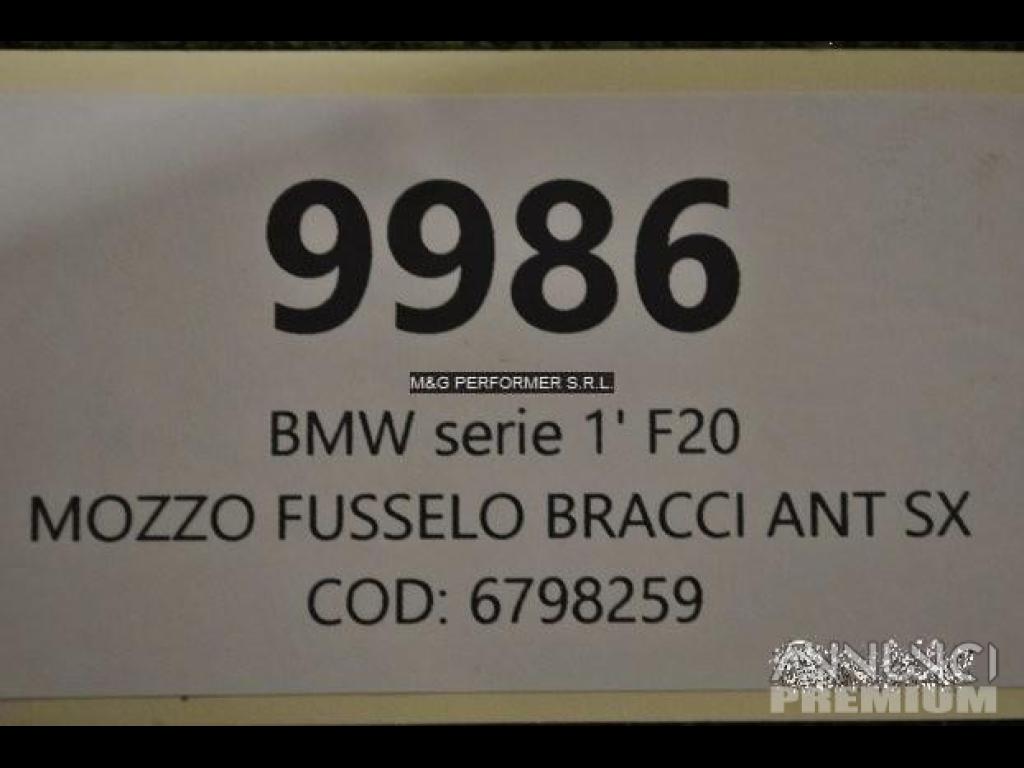 9986
M&G PERFORMER S.R.L.
BMW serie 1' F20
MOZZO FUSSELO BRACCI ANT SX
COD: 6798259
PREMIUM